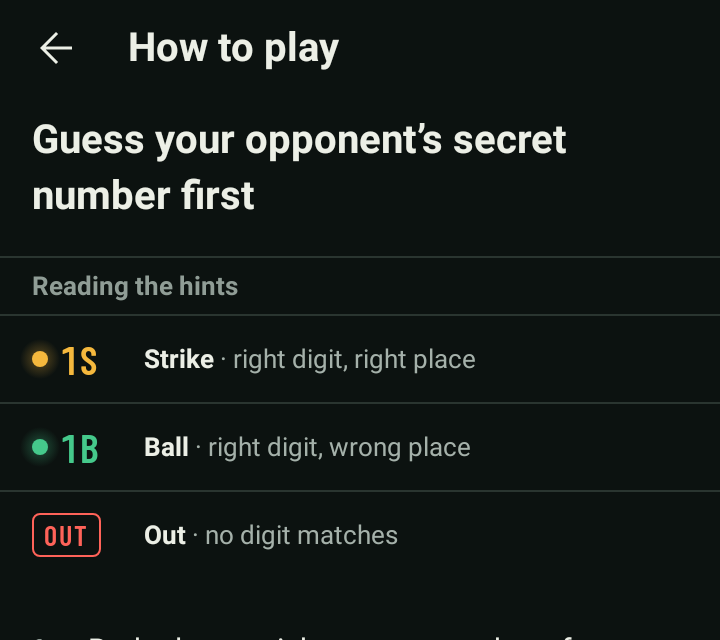 How to play
Guess your opponent’s secret
number first
Reading the hints
1S Strike · right digit, right place
1B Ball · right digit, wrong place
OUT Out · no digit matches